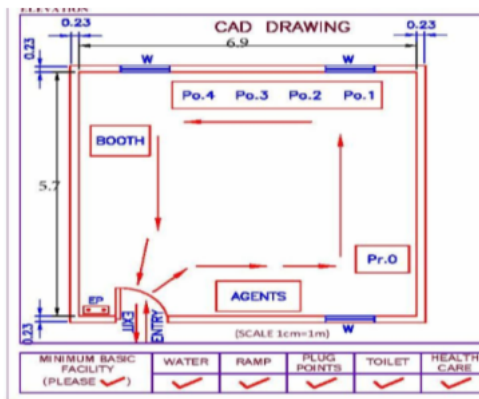 ELEVATION
0.23
CAD DRAWING
0.23
6.9
0.23
W
W
Po.4 Po.3 Po.2 Po.1
BOOTH
5.7
Pr.O
EP
AGENTS
EXIT
ENTRY
(SCALE 1cm=1m)
W
0.23
MINIMUM BASIC
FACILITY
(PLEASE ✓)
WATER
RAMP
PLUG
POINTS
TOILET
HEALTH
CARE